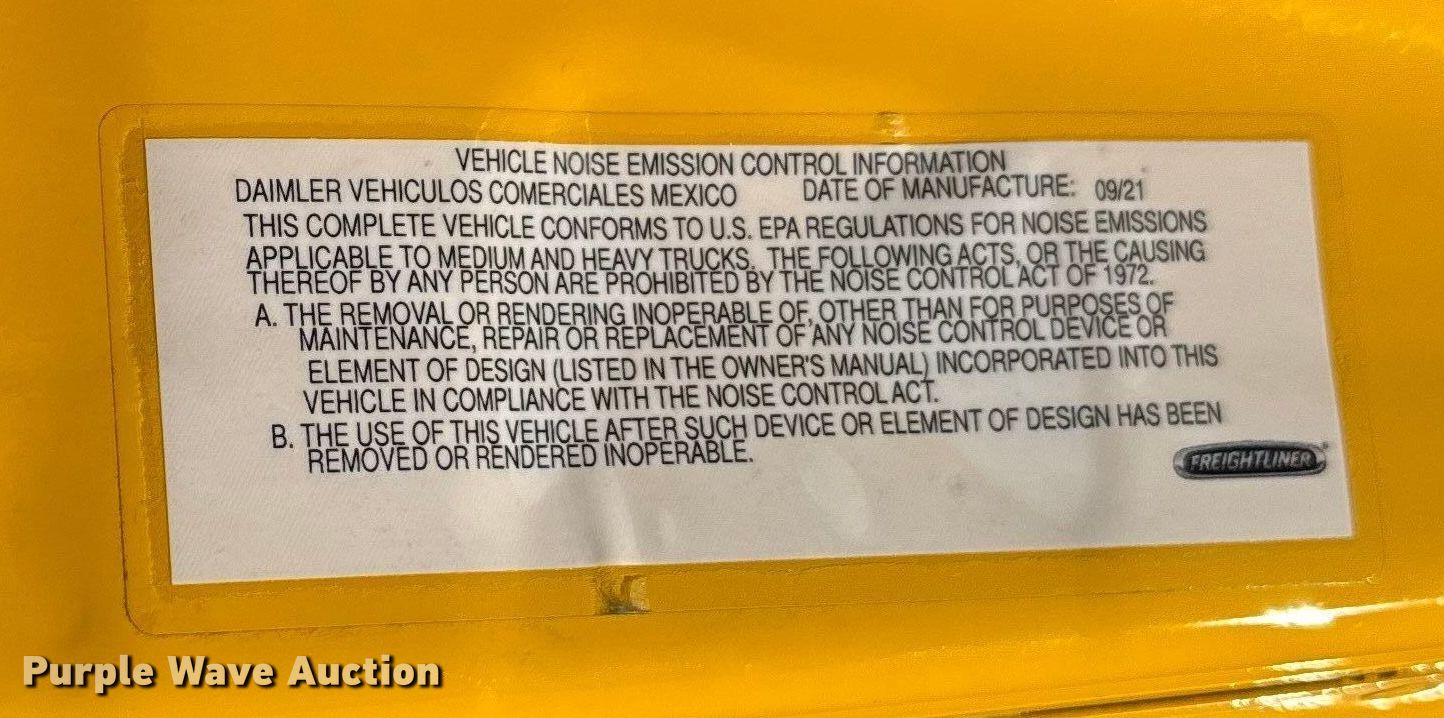 VEHICLE NOISE EMISSION CONTROL INFORMATION
DAIMLER VEHICULOS COMERCIALES MEXICO DATE OF MANUFACTURE: 09/21
THIS COMPLETE VEHICLE CONFORMS TO U.S. EPA REGULATIONS FOR NOISE EMISSIONS
APPLICABLE TO MEDIUM AND HEAVY TRUCKS. THE FOLLOWING ACTS, OR THE CAUSING
THEREOF BY ANY PERSON ARE PROHIBITED BY THE NOISE CONTROL ACT OF 1972.
A. THE REMOVAL OR RENDERING INOPERABLE OF, OTHER THAN FOR PURPOSES OF
MAINTENANCE, REPAIR OR REPLACEMENT OF ANY NOISE CONTROL DEVICE OR
ELEMENT OF DESIGN (LISTED IN THE OWNER'S MANUAL) INCORPORATED INTO THIS
VEHICLE IN COMPLIANCE WITH THE NOISE CONTROL ACT.
B. THE USE OF THIS VEHICLE AFTER SUCH DEVICE OR ELEMENT OF DESIGN HAS BEEN
REMOVED OR RENDERED INOPERABLE.
FREIGHTLINER
Purple Wave Auction